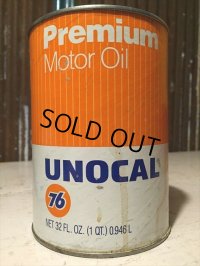 Premium
Motor Oil
SOLD OUT
UNOCAL
76
NET 32 FL. OZ. (1 QT.) 0.946 L